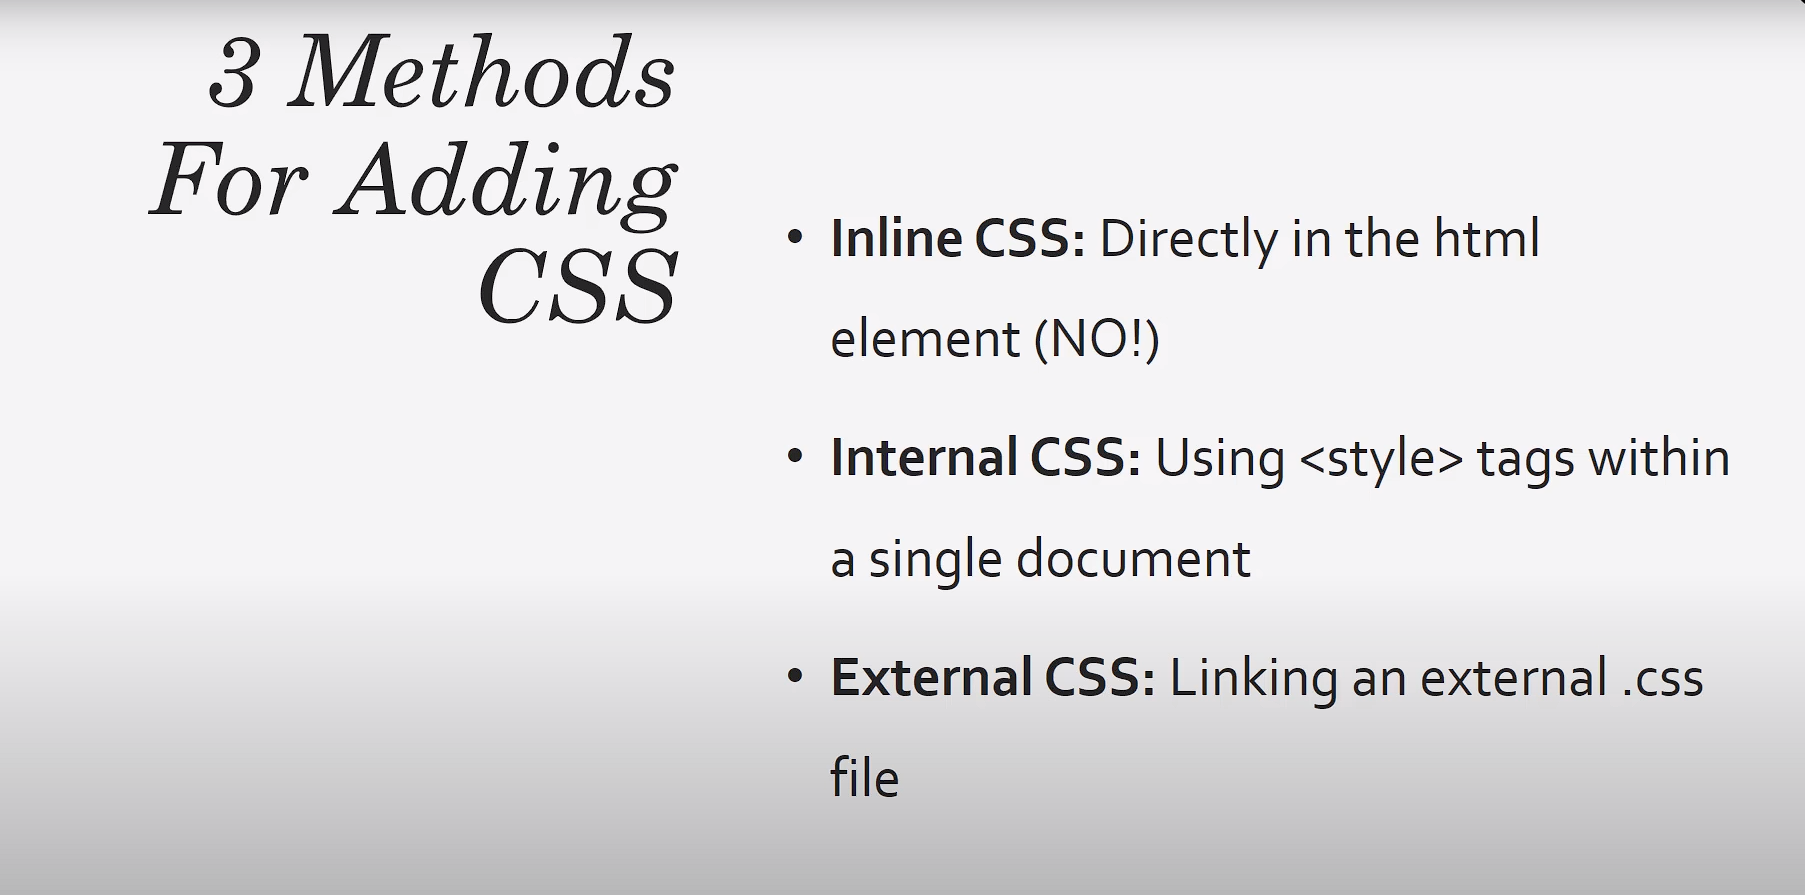 3 Methods
For Adding
CSS
• Inline CSS: Directly in the html
element (NO!)
• Internal CSS: Using <style> tags within
a single document
• External CSS: Linking an external .css
file